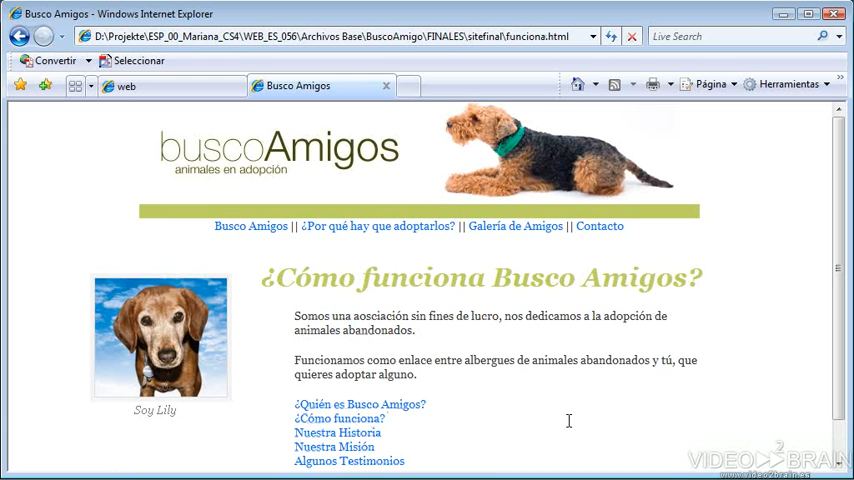 Busco Amigos - Windows Internet Explorer
D:\Projekte\ESP_00_Mariana_CS4\WEB_ES_056\Archivos Base\BuscoAmigo\FINALES\sitefinal\funciona.html
Live Search
Convertir
Seleccionar
web
Busco Amigos
Página
Herramientas
buscoAmigos
animales en adopción
Busco Amigos || ¿Por qué hay que adoptarlos? || Galería de Amigos || Contacto
¿Cómo funciona Busco Amigos?
Somos una aosciación sin fines de lucro, nos dedicamos a la adopción de
animales abandonados.
Funcionamos como enlace entre albergues de animales abandonados y tú, que
quieres adoptar alguno.
Soy Lily
¿Quién es Busco Amigos?
¿Cómo funciona?
Nuestra Historia
Nuestra Misión
Algunos Testimonios
VIDEO2BRAIN
www.video2brain.es